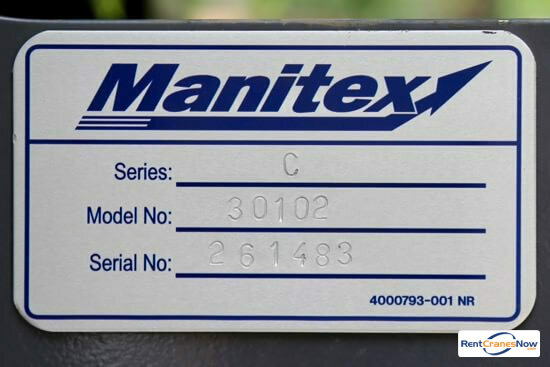 Manitex
Series: C
Model No: 30102
Serial No: 261483
4000793-001 NR
RentCranesNow